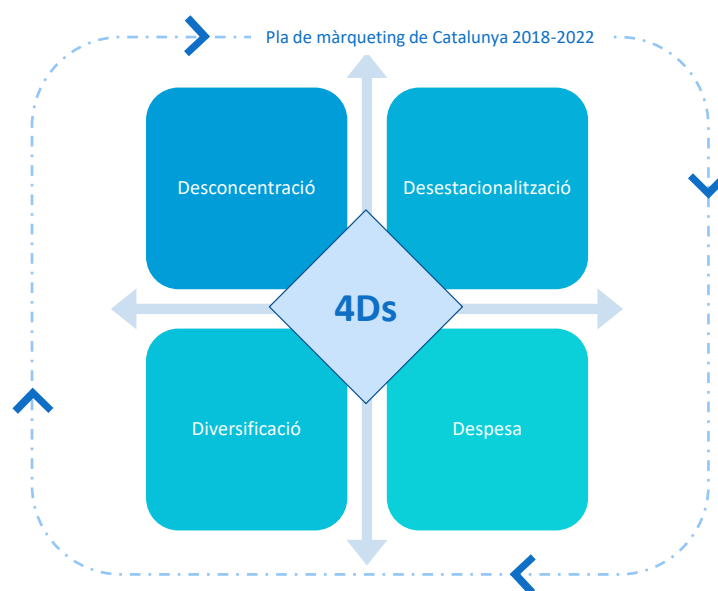 Pla de màrqueting de Catalunya 2018-2022
Desconcentració
Desestacionalització
4Ds
Diversificació
Despesa